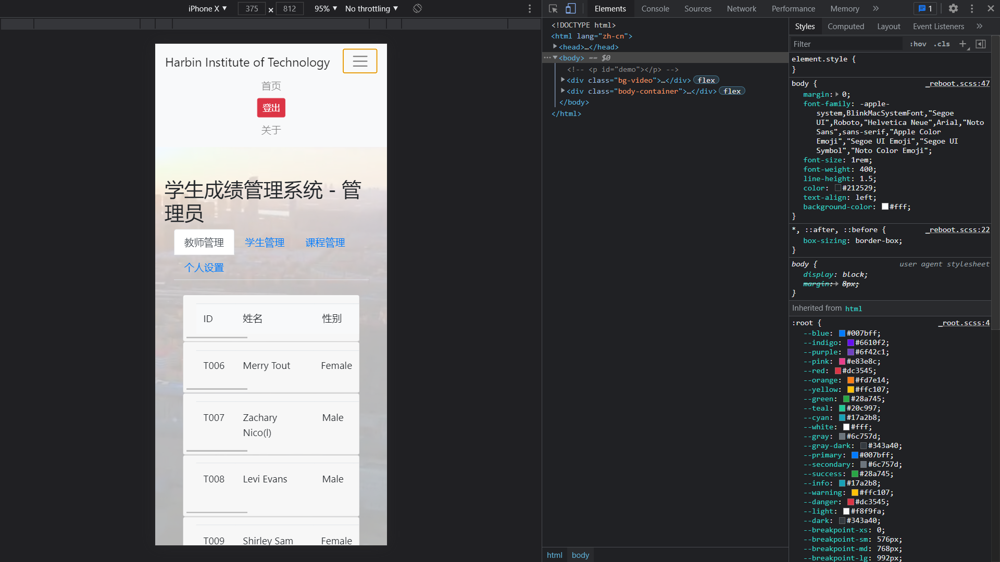 iPhone X ▼ 375 × 812 95% ▼ No throttling ▼
Harbin Institute of Technology
首页
登出
关于
学生成绩管理系统 - 管
理员
教师管理 学生管理 课程管理
个人设置
ID 姓名 性别
T006 Merry Tout Female
T007 Zachary Nico(l) Male
T008 Levi Evans Male
T009 Shirley Sam Female
Elements Console Sources Network Performance Memory » 1
<!DOCTYPE html>
<html lang="zh-cn">
<head>…</head>
<body> == $0
<!-- <p id="demo"></p> -->
<div class="bg-video">…</div> flex
<div class="body-container">…</div> flex
</body>
</html>
html body
Styles Computed Layout Event Listeners »
Filter :hov .cls +
element.style {
}
body { _reboot.scss:47
margin: 0;
font-family: -apple-
system,BlinkMacSystemFont,"Segoe
UI",Roboto,"Helvetica Neue",Arial,"Noto
Sans",sans-serif,"Apple Color
Emoji","Segoe UI Emoji","Segoe UI
Symbol","Noto Color Emoji";
font-size: 1rem;
font-weight: 400;
line-height: 1.5;
color: #212529;
text-align: left;
background-color: #fff;
}
*, ::after, ::before { _reboot.scss:22
box-sizing: border-box;
}
body { user agent stylesheet
display: block;
margin: 8px;
}
Inherited from html
:root { _root.scss:4
--blue: #007bff;
--indigo: #6610f2;
--purple: #6f42c1;
--pink: #e83e8c;
--red: #dc3545;
--orange: #fd7e14;
--yellow: #ffc107;
--green: #28a745;
--teal: #20c997;
--cyan: #17a2b8;
--white: #fff;
--gray: #6c757d;
--gray-dark: #343a40;
--primary: #007bff;
--secondary: #6c757d;
--success: #28a745;
--info: #17a2b8;
--warning: #ffc107;
--danger: #dc3545;
--light: #f8f9fa;
--dark: #343a40;
--breakpoint-xs: 0;
--breakpoint-sm: 576px;
--breakpoint-md: 768px;
--breakpoint-lg: 992px;